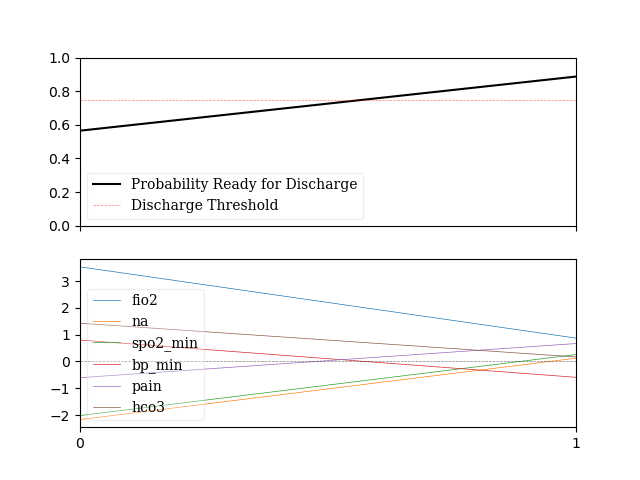 1.0
0.8
0.6
0.4
0.2
0.0
Probability Ready for Discharge
Discharge Threshold
3
2
1
0
−1
−2
fio2
na
spo2_min
bp_min
pain
hco3
0
1